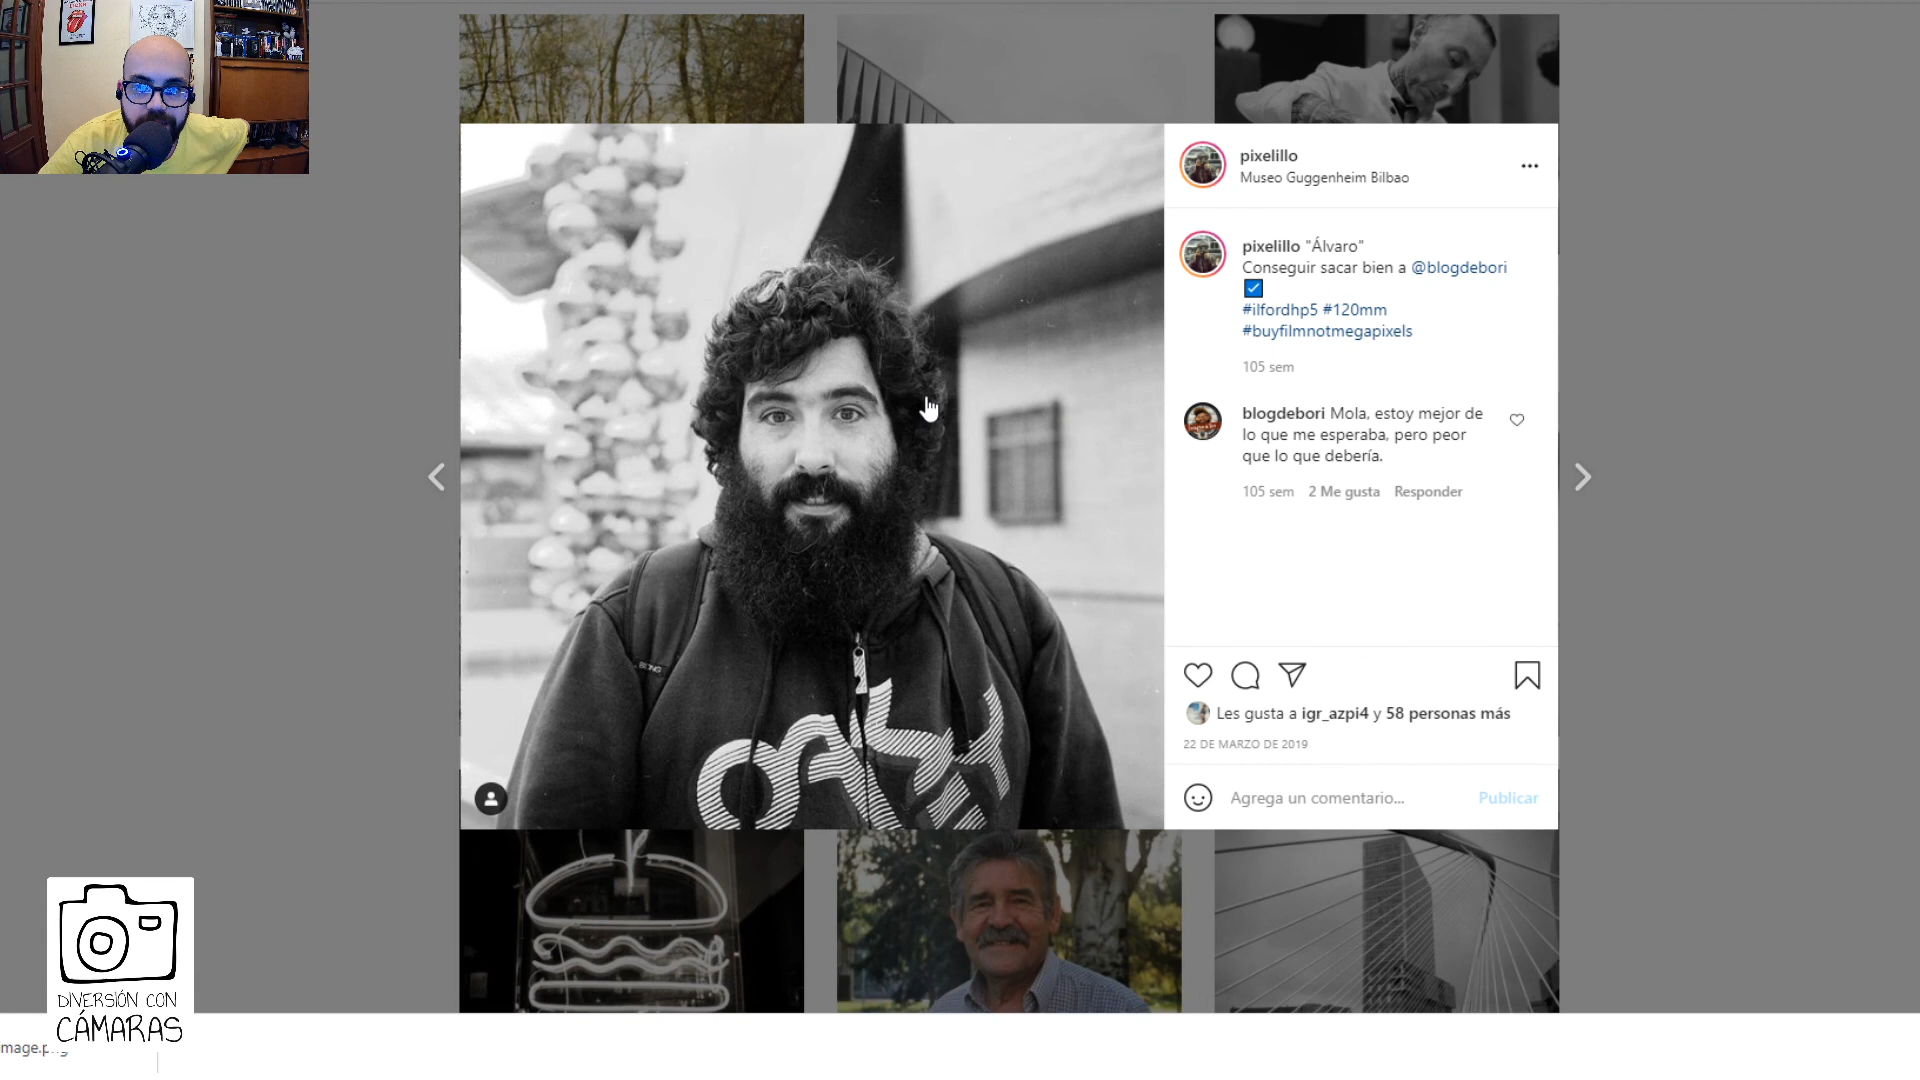 pixelillo
Museo Guggenheim Bilbao
pixelillo "Álvaro"
Conseguir sacar bien a @blogdebori
#ilfordhp5 #120mm
#buyfilmnotmegapixels
105 sem
blogdebori Mola, estoy mejor de
lo que me esperaba, pero peor
que lo que debería.
105 sem 2 Me gusta Responder
Les gusta a igr_azpi4 y 58 personas más
22 DE MARZO DE 2019
Agrega un comentario... Publicar
DIVERSIÓN CON
CÁMARAS